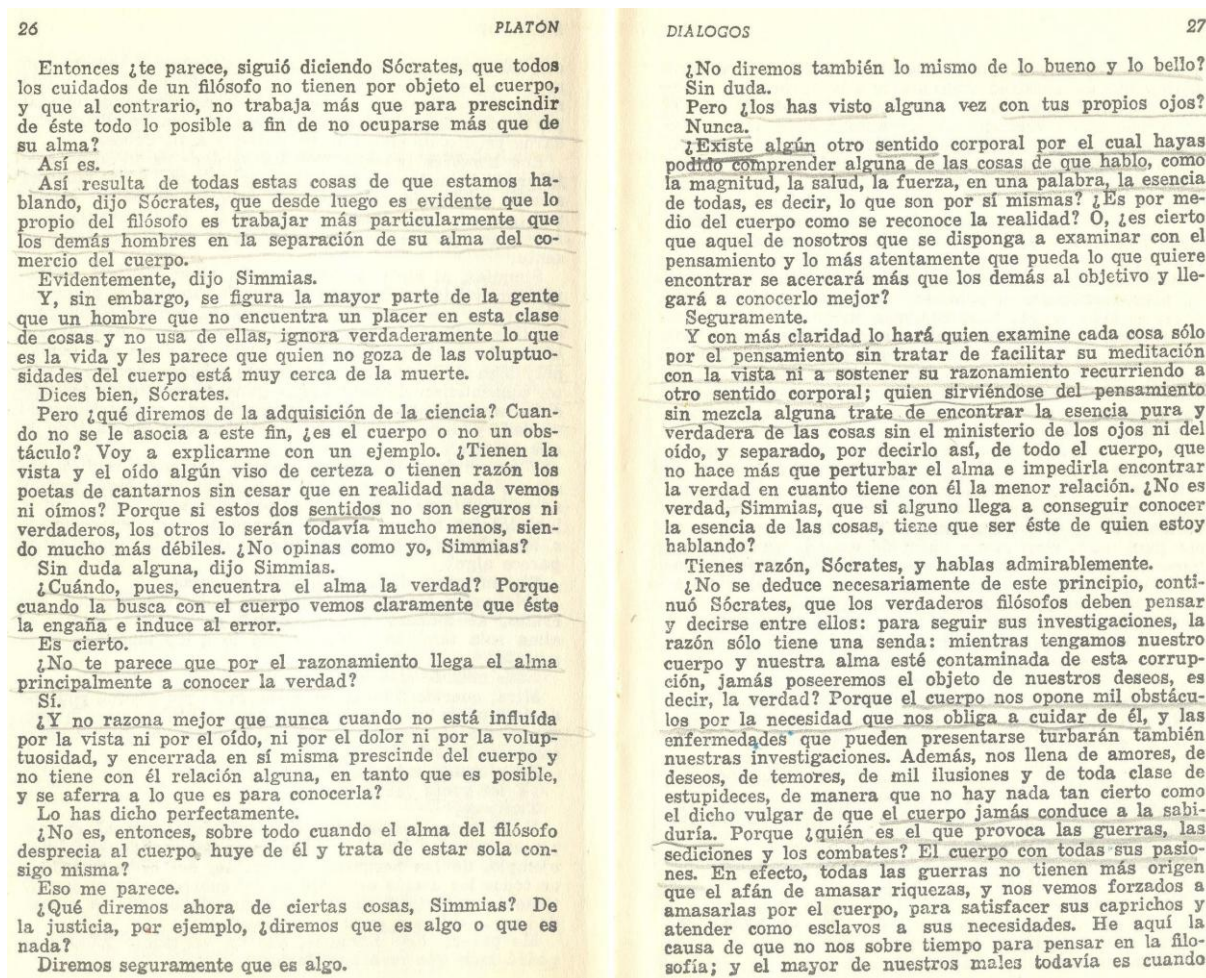 26 PLATÓN
Entonces ¿te parece, siguió diciendo Sócrates, que todos
los cuidados de un filósofo no tienen por objeto el cuerpo,
y que al contrario, no trabaja más que para prescindir
de éste todo lo posible a fin de no ocuparse más que de
su alma?
Así es.
Así resulta de todas estas cosas de que estamos ha-
blando, dijo Sócrates, que desde luego es evidente que lo
propio del filósofo es trabajar más particularmente que
los demás hombres en la separación de su alma del co-
mercio del cuerpo.
Evidentemente, dijo Simmias.
Y, sin embargo, se figura la mayor parte de la gente
que un hombre que no encuentra un placer en esta clase
de cosas y no usa de ellas, ignora verdaderamente lo que
es la vida y les parece que quien no goza de las voluptuo-
sidades del cuerpo está muy cerca de la muerte.
Dices bien, Sócrates.
Pero ¿qué diremos de la adquisición de la ciencia? Cuan-
do no se le asocia a este fin, ¿es el cuerpo o no un obs-
táculo? Voy a explicarme con un ejemplo. ¿Tienen la
vista y el oído algún viso de certeza o tienen razón los
poetas de cantarnos sin cesar que en realidad nada vemos
ni oímos? Porque si estos dos sentidos no son seguros ni
verdaderos, los otros lo serán todavía mucho menos, sien-
do mucho más débiles. ¿No opinas como yo, Simmias?
Sin duda alguna, dijo Simmias.
¿Cuándo, pues, encuentra el alma la verdad? Porque
cuando la busca con el cuerpo vemos claramente que éste
la engaña e induce al error.
Es cierto.
¿No te parece que por el razonamiento llega el alma
principalmente a conocer la verdad?
Sí.
¿Y no razona mejor que nunca cuando no está influída
por la vista ni por el oído, ni por el dolor ni por la volup-
tuosidad, y encerrada en sí misma prescinde del cuerpo y
no tiene con él relación alguna, en tanto que es posible,
y se aferra a lo que es para conocerla?
Lo has dicho perfectamente.
¿No es, entonces, sobre todo cuando el alma del filósofo
desprecia al cuerpo, huye de él y trata de estar sola con-
sigo misma?
Eso me parece.
¿Qué diremos ahora de ciertas cosas, Simmias? De
la justicia, por ejemplo, ¿diremos que es algo o que es
nada?
Diremos seguramente que es algo.
DIALOGOS 27
¿No diremos también lo mismo de lo bueno y lo bello?
Sin duda.
Pero ¿los has visto alguna vez con tus propios ojos?
Nunca.
¿Existe algún otro sentido corporal por el cual hayas
podido comprender alguna de las cosas de que hablo, como
la magnitud, la salud, la fuerza, en una palabra, la esencia
de todas, es decir, lo que son por sí mismas? ¿Es por me-
dio del cuerpo como se reconoce la realidad? O, ¿es cierto
que aquel de nosotros que se disponga a examinar con el
pensamiento y lo más atentamente que pueda lo que quiere
encontrar se acercará más que los demás al objetivo y lle-
gará a conocerlo mejor?
Seguramente.
Y con más claridad lo hará quien examine cada cosa sólo
por el pensamiento sin tratar de facilitar su meditación
con la vista ni a sostener su razonamiento recurriendo a
otro sentido corporal; quien sirviéndose del pensamiento
sin mezcla alguna trate de encontrar la esencia pura y
verdadera de las cosas sin el ministerio de los ojos ni del
oído, y separado, por decirlo así, de todo el cuerpo, que
no hace más que perturbar el alma e impedirla encontrar
la verdad en cuanto tiene con él la menor relación. ¿No es
verdad, Simmias, que si alguno llega a conseguir conocer
la esencia de las cosas, tiene que ser éste de quien estoy
hablando?
Tienes razón, Sócrates, y hablas admirablemente.
¿No se deduce necesariamente de este principio, conti-
nuó Sócrates, que los verdaderos filósofos deben pensar
y decirse entre ellos: para seguir sus investigaciones, la
razón sólo tiene una senda: mientras tengamos nuestro
cuerpo y nuestra alma esté contaminada de esta corrup-
ción, jamás poseeremos el objeto de nuestros deseos, es
decir, la verdad? Porque el cuerpo nos opone mil obstácu-
los por la necesidad que nos obliga a cuidar de él, y las
enfermedades que pueden presentarse turbarán también
nuestras investigaciones. Además, nos llena de amores, de
deseos, de temores, de mil ilusiones y de toda clase de
estupideces, de manera que no hay nada tan cierto como
el dicho vulgar de que el cuerpo jamás conduce a la sabi-
duría. Porque ¿quién es el que provoca las guerras, las
sediciones y los combates? El cuerpo con todas sus pasio-
nes. En efecto, todas las guerras no tienen más origen
que el afán de amasar riquezas, y nos vemos forzados a
amasarlas por el cuerpo, para satisfacer sus caprichos y
atender como esclavos a sus necesidades. He aquí la
causa de que no nos sobre tiempo para pensar en la filo-
sofía; y el mayor de nuestros males todavía es cuando